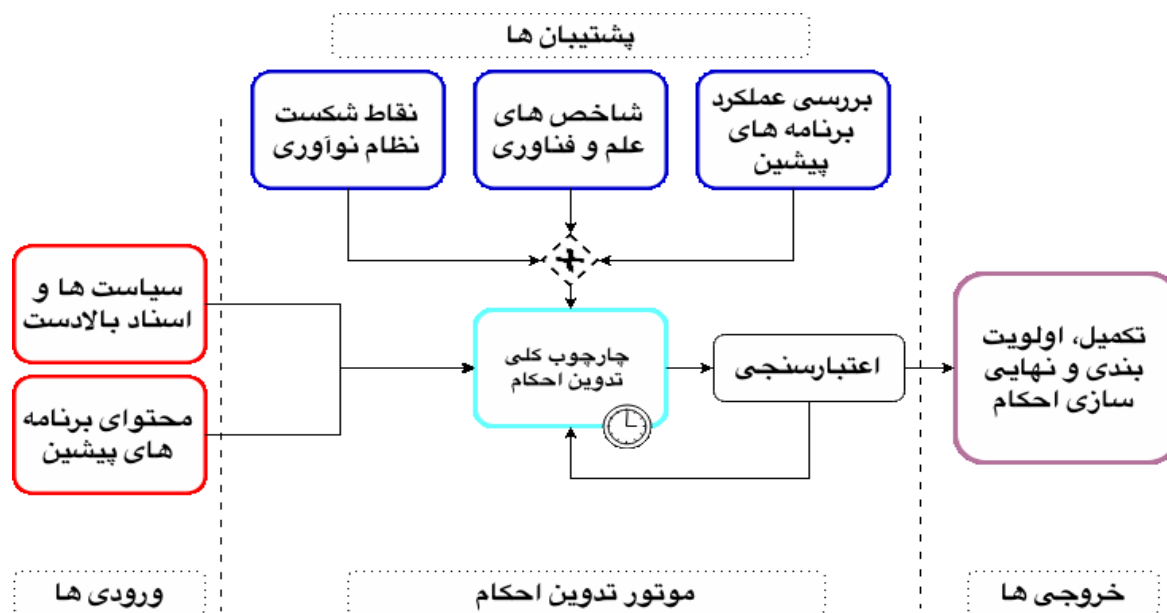 پشتیبان ها
بررسی عملکرد
برنامه های
پیشین
شاخص های
علم و فناوری
نقاط شکست
نظام نوآوری
سیاست ها و
اسناد بالادست
محتوای برنامه
های پیشین
چارچوب کلی
تدوین احکام
اعتبارسنجی
تکمیل، اولویت
بندی و نهایی
سازی احکام
ورودی ها
موتور تدوین احکام
خروجی ها